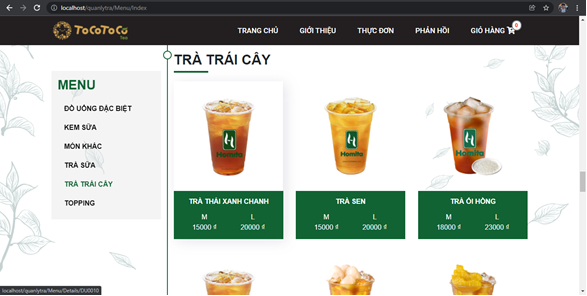 localhost/quanlytra/Menu/Index
ToCoToCo
Tea
TRANG CHỦ
GIỚI THIỆU
THỰC ĐƠN
PHẢN HỒI
GIỎ HÀNG
0
TRÀ TRÁI CÂY
MENU
ĐỒ UỐNG ĐẶC BIỆT
KEM SỮA
MÓN KHÁC
TRÀ SỮA
TRÀ TRÁI CÂY
TOPPING
Homita
Homita
Homita
TRÀ THÁI XANH CHANH
M L
15000 đ 20000 đ
TRÀ SEN
M L
15000 đ 20000 đ
TRÀ ỔI HỒNG
M L
18000 đ 23000 đ
localhost/quanlytra/Menu/Details/DU0010